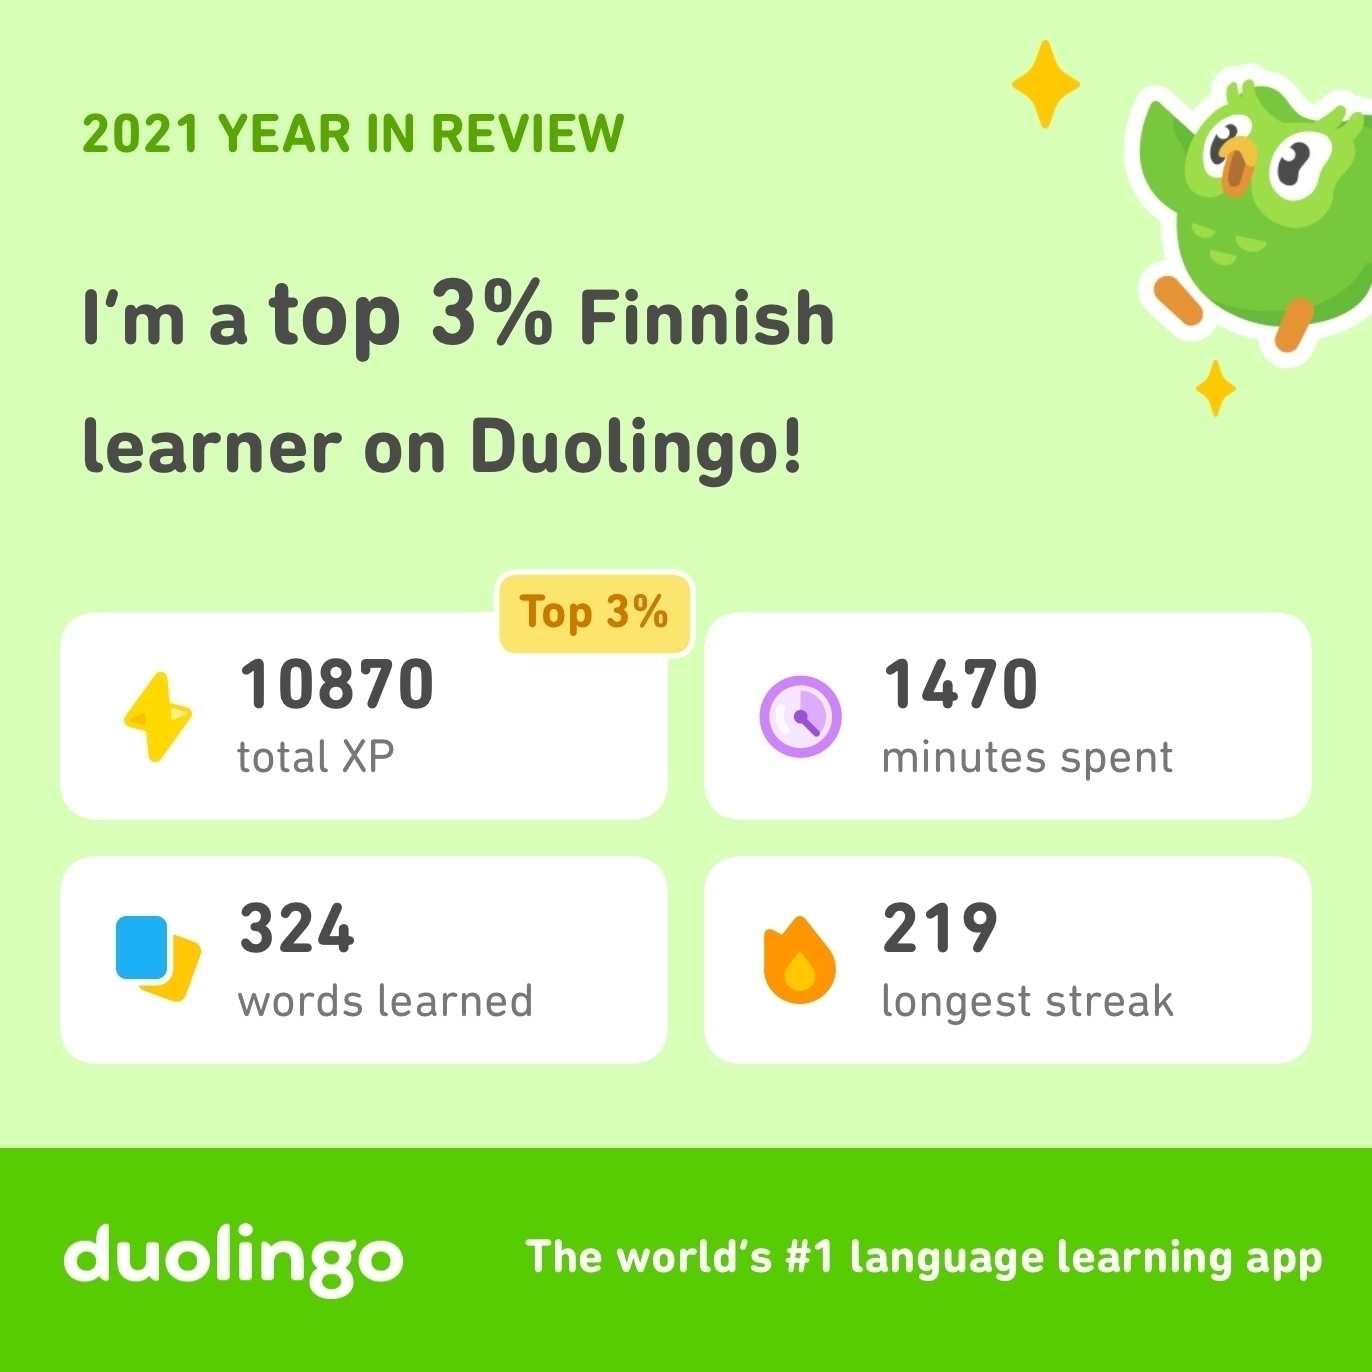 2021 YEAR IN REVIEW
I'm a top 3% Finnish
learner on Duolingo!
Top 3%
10870
total XP
1470
minutes spent
324
words learned
219
longest streak
duolingo
The world's #1 language learning app